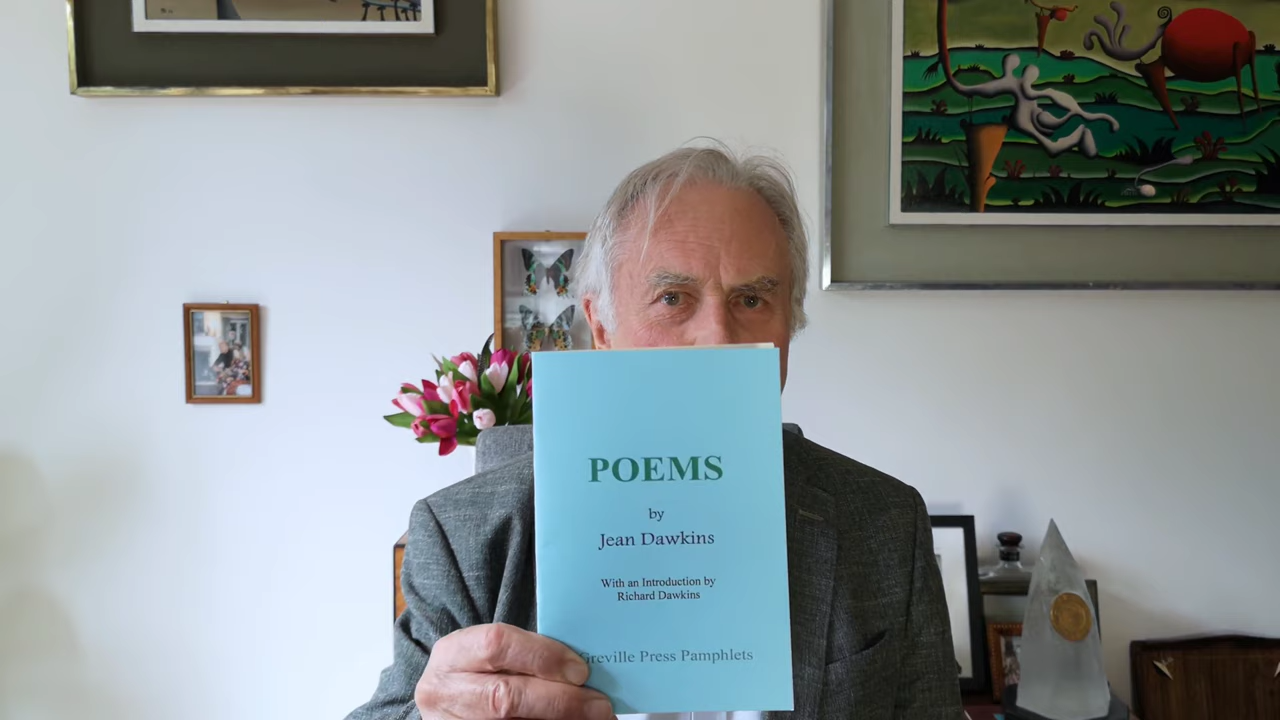 POEMS
by
Jean Dawkins
With an Introduction by
Richard Dawkins
Greville Press Pamphlets